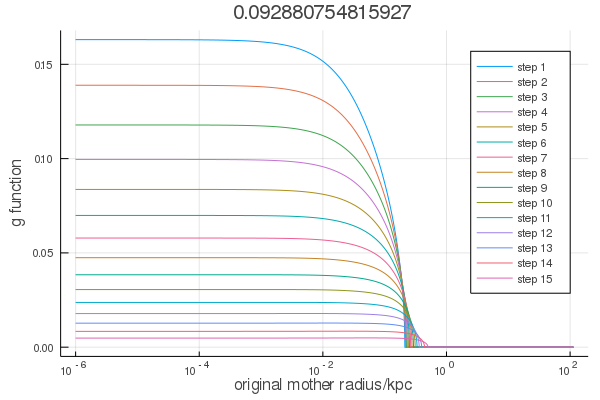 0.092880754815927
g function
0.15
0.10
0.05
0.00
10^-6
10^-4
10^-2
10^0
10^2
original mother radius/kpc
step 1
step 2
step 3
step 4
step 5
step 6
step 7
step 8
step 9
step 10
step 11
step 12
step 13
step 14
step 15